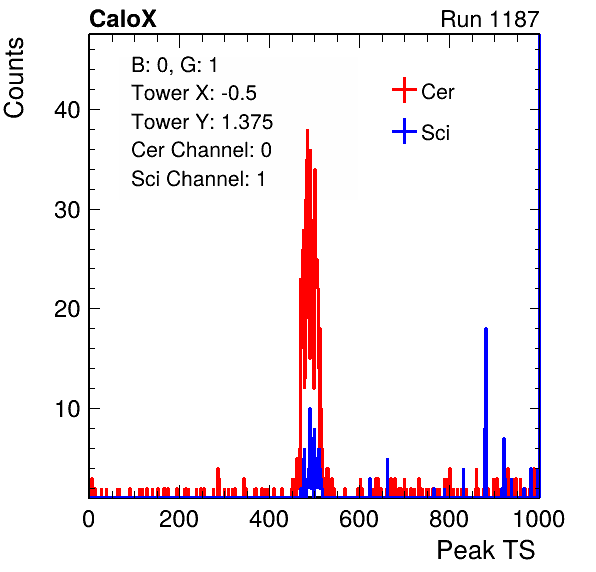 CaloX Run 1187
Counts
B: 0, G: 1
Tower X: -0.5
Tower Y: 1.375
Cer Channel: 0
Sci Channel: 1
Cer
Sci
40
30
20
10
0 200 400 600 800 1000
Peak TS